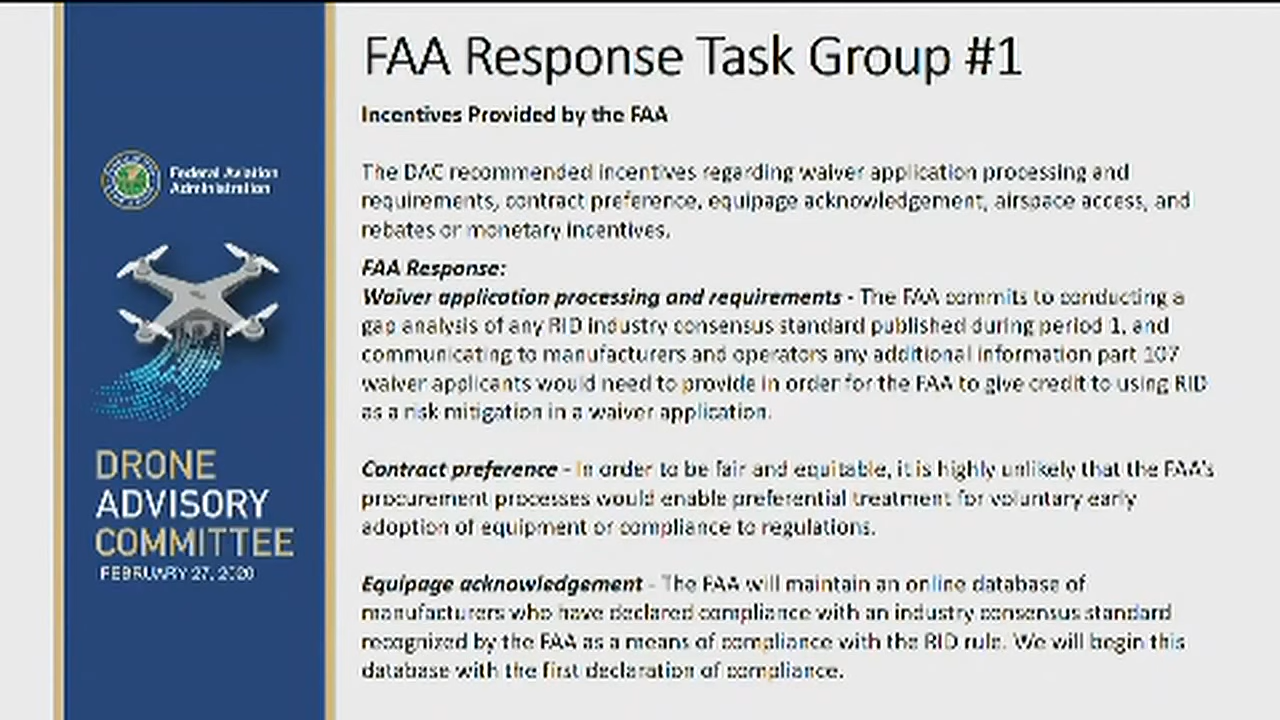 FAA Response Task Group #1
Incentives Provided by the FAA
The DAC recommended incentives regarding waiver application processing and
requirements, contract preference, equipage acknowledgement, airspace access, and
rebates or monetary incentives.
FAA Response:
Waiver application processing and requirements - The FAA commits to conducting a
gap analysis of any RID industry consensus standard published during period 1, and
communicating to manufacturers and operators any additional information part 107
waiver applicants would need to provide in order for the FAA to give credit to using RID
as a risk mitigation in a waiver application.
Contract preference - In order to be fair and equitable, it is highly unlikely that the FAA's
procurement processes would enable preferential treatment for voluntary early
adoption of equipment or compliance to regulations.
Equipage acknowledgement - The FAA will maintain an online database of
manufacturers who have declared compliance with an industry consensus standard
recognized by the FAA as a means of compliance with the RID rule. We will begin this
database with the first declaration of compliance.
Federal Aviation
Administration
DRONE
ADVISORY
COMMITTEE
FEBRUARY 27, 2020